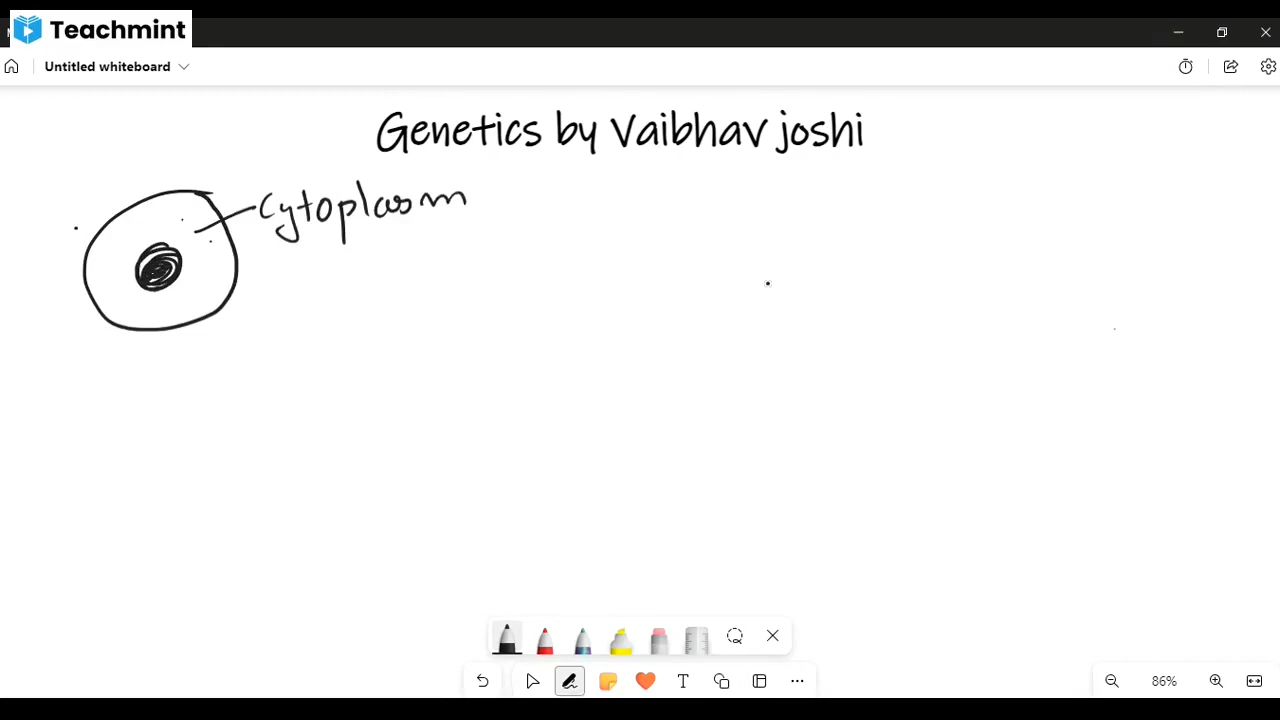 Teachmint
Untitled whiteboard
Genetics by Vaibhav joshi
Cytoplasm
86%